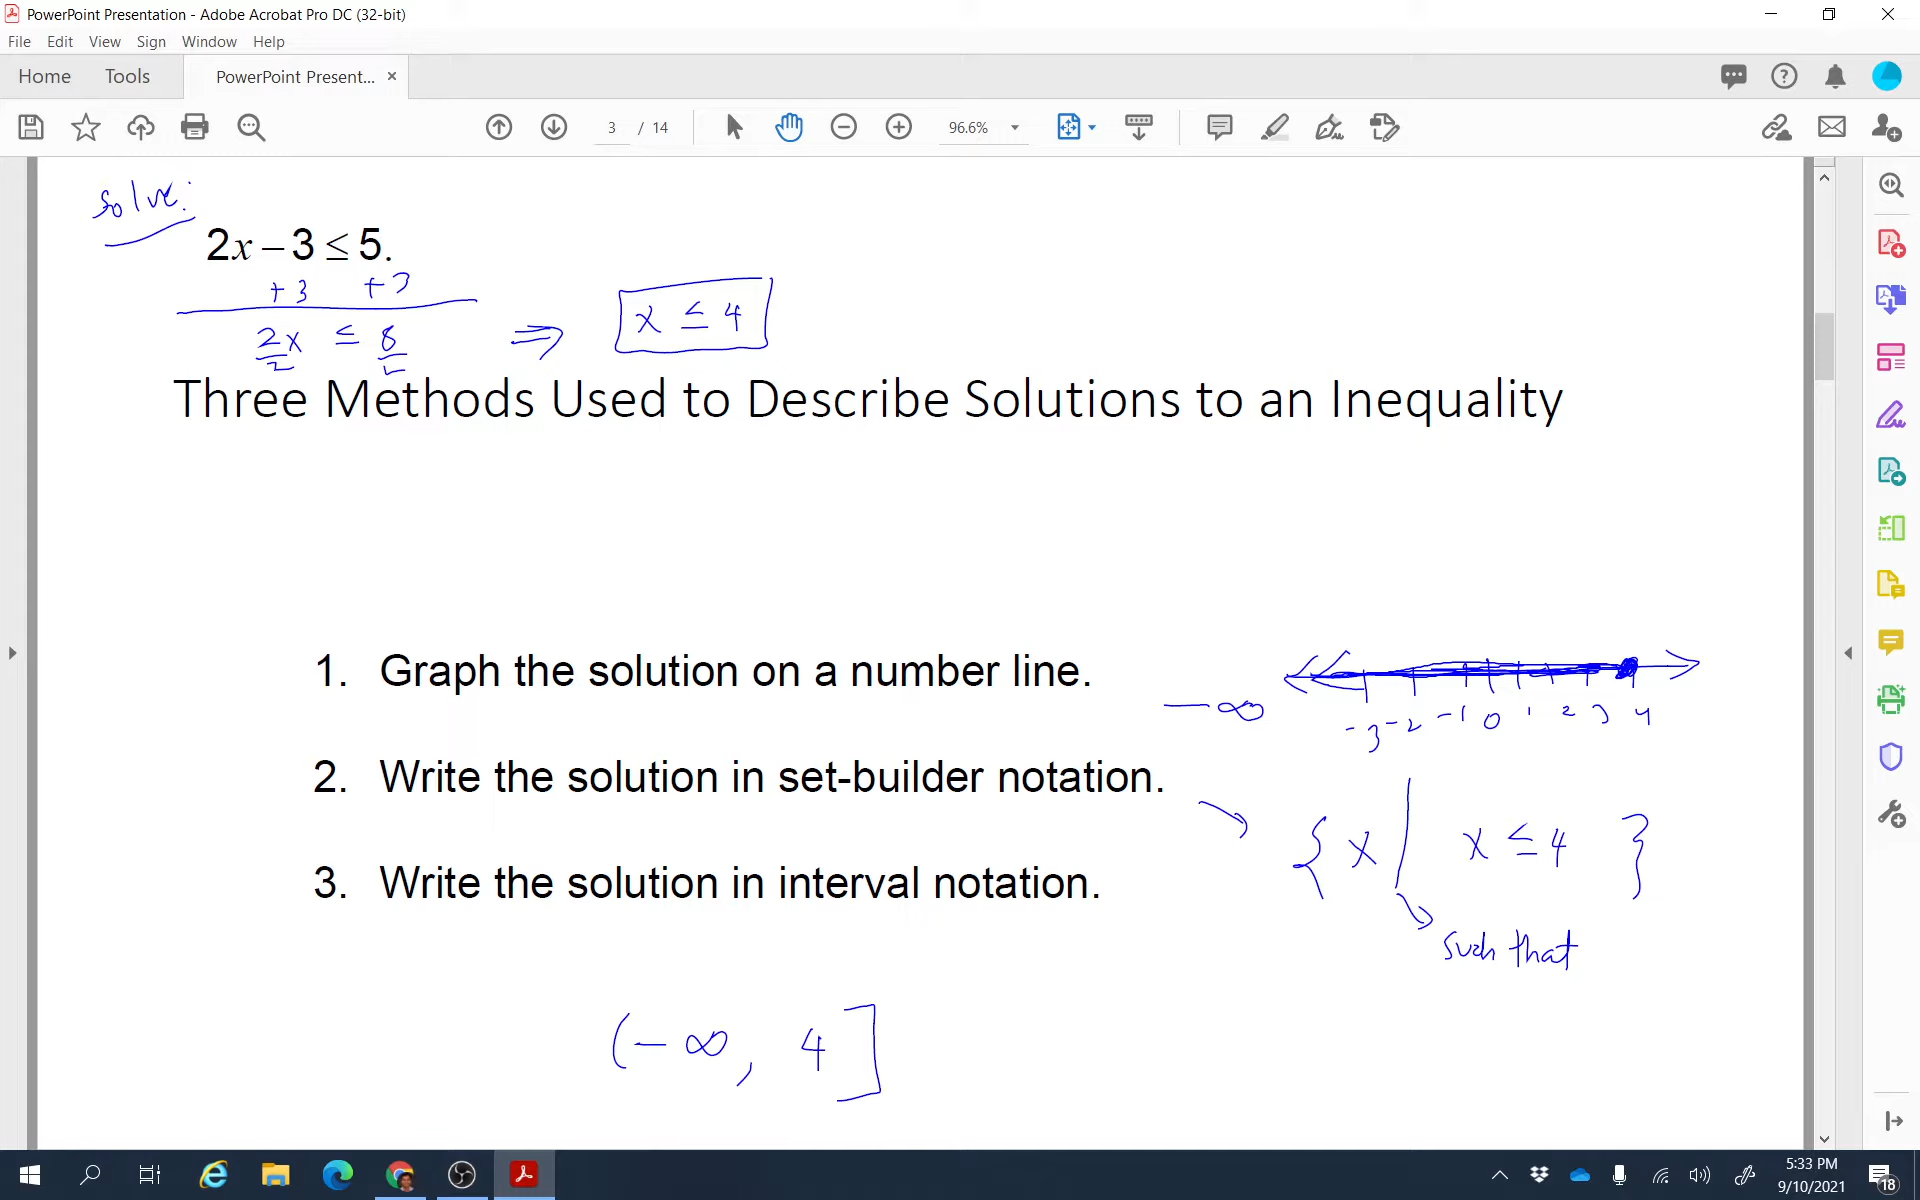 PowerPoint Presentation - Adobe Acrobat Pro DC (32-bit)
File Edit View Sign Window Help
Home Tools PowerPoint Present... ×
3 / 14 96.6%
Solve:
2x − 3 ≤ 5.
+3 +3
2x ≤ 8 ⇒ x ≤ 4
2 2
Three Methods Used to Describe Solutions to an Inequality
1. Graph the solution on a number line.
−∞ -3 -2 -1 0 1 2 3 4
2. Write the solution in set-builder notation.
{ x | x ≤ 4 }
3. Write the solution in interval notation.
such that
(−∞, 4]
5:33 PM
9/10/2021
18